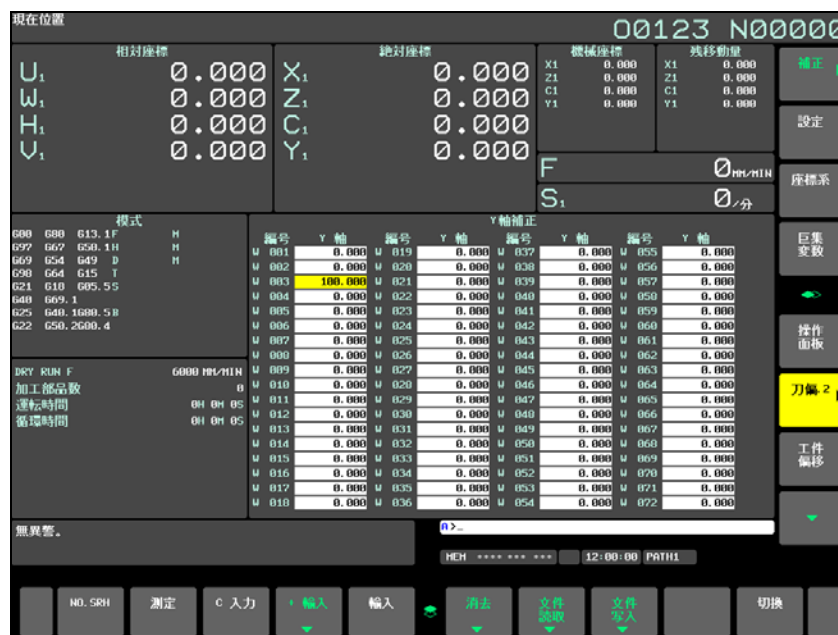 現在位置
O0123 N00000
相対座標 絶対座標 機械座標 残移動量
U1 0.000 X1 0.000
W1 0.000 Z1 0.000
H1 0.000 C1 0.000
V1 0.000 Y1 0.000
X1 0.000 X1 0.000
Z1 0.000 Z1 0.000
C1 0.000 C1 0.000
Y1 0.000 Y1 0.000
F 0MM/MIN
S1 0/分
模式
G00 G80 G13.1F M
G97 G67 G50.1H M
G69 G54 G49 D M
G98 G64 G15 T
G21 G18 G05.5S
G40 G69.1
G25 G40.1G80.5B
G22 G50.2G00.4
DRY RUN F 6000 MM/MIN
加工部品数 0
運転時間 0H 0M 0S
循環時間 0H 0M 0S
Y軸補正
編号 Y 軸 編号 Y 軸 編号 Y 軸 編号 Y 軸
W 001 0.000 W 019 0.000 W 037 0.000 W 055 0.000
W 002 0.000 W 020 0.000 W 038 0.000 W 056 0.000
W 003 100.000 W 021 0.000 W 039 0.000 W 057 0.000
W 004 0.000 W 022 0.000 W 040 0.000 W 058 0.000
W 005 0.000 W 023 0.000 W 041 0.000 W 059 0.000
W 006 0.000 W 024 0.000 W 042 0.000 W 060 0.000
W 007 0.000 W 025 0.000 W 043 0.000 W 061 0.000
W 008 0.000 W 026 0.000 W 044 0.000 W 062 0.000
W 009 0.000 W 027 0.000 W 045 0.000 W 063 0.000
W 010 0.000 W 028 0.000 W 046 0.000 W 064 0.000
W 011 0.000 W 029 0.000 W 047 0.000 W 065 0.000
W 012 0.000 W 030 0.000 W 048 0.000 W 066 0.000
W 013 0.000 W 031 0.000 W 049 0.000 W 067 0.000
W 014 0.000 W 032 0.000 W 050 0.000 W 068 0.000
W 015 0.000 W 033 0.000 W 051 0.000 W 069 0.000
W 016 0.000 W 034 0.000 W 052 0.000 W 070 0.000
W 017 0.000 W 035 0.000 W 053 0.000 W 071 0.000
W 018 0.000 W 036 0.000 W 054 0.000 W 072 0.000
補正
設定
座標系
巨集
変数
操作
面板
刀偏.2
工件
偏移
無異警。
A>_
MEM **** *** *** 12:00:00 PATH1
NO.SRH 測定 C 入力 + 輸入 輸入 消去 文件
読取 文件
写入 切換